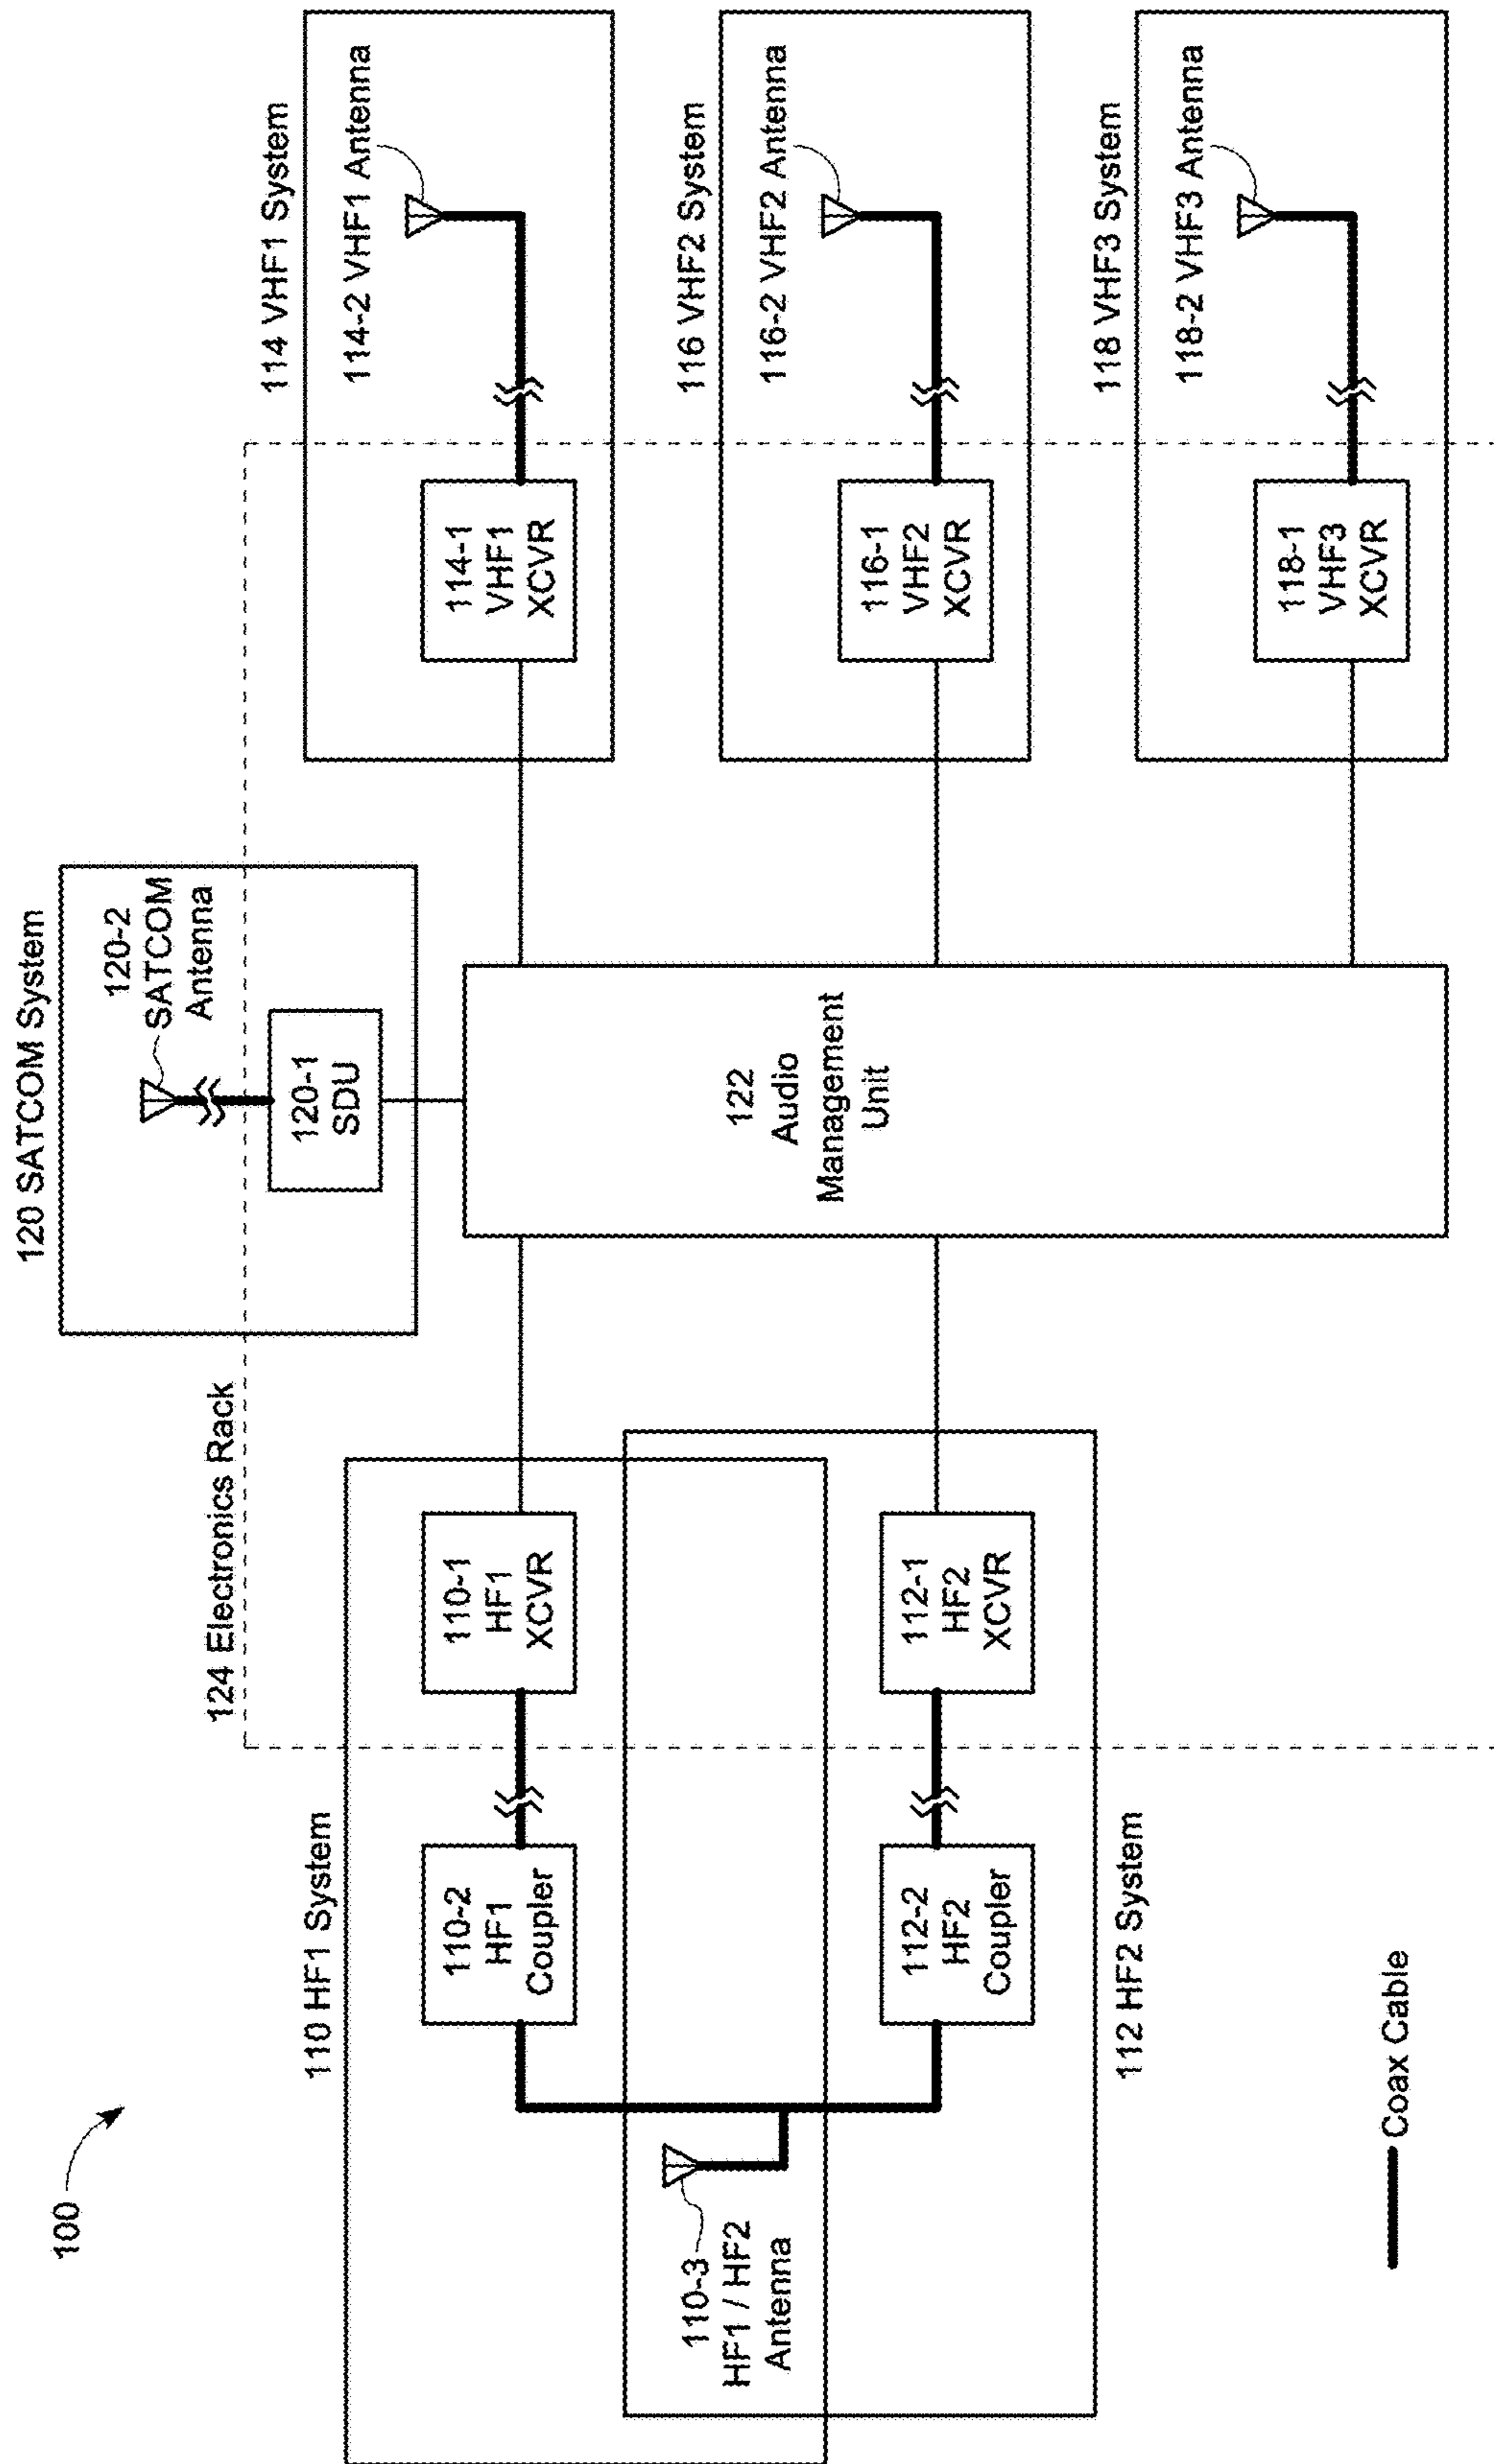 100
120 SATCOM System
120-2
SATCOM
Antenna
120-1
SDU
124 Electronics Rack
110 HF1 System
110-2
HF1
Coupler
110-1
HF1
XCVR
110-3
HF1 / HF2
Antenna
112-2
HF2
Coupler
112-1
HF2
XCVR
112 HF2 System
122
Audio
Management
Unit
114 VHF1 System
114-2 VHF1 Antenna
114-1
VHF1
XCVR
116 VHF2 System
116-2 VHF2 Antenna
116-1
VHF2
XCVR
118 VHF3 System
118-2 VHF3 Antenna
118-1
VHF3
XCVR
Coax Cable